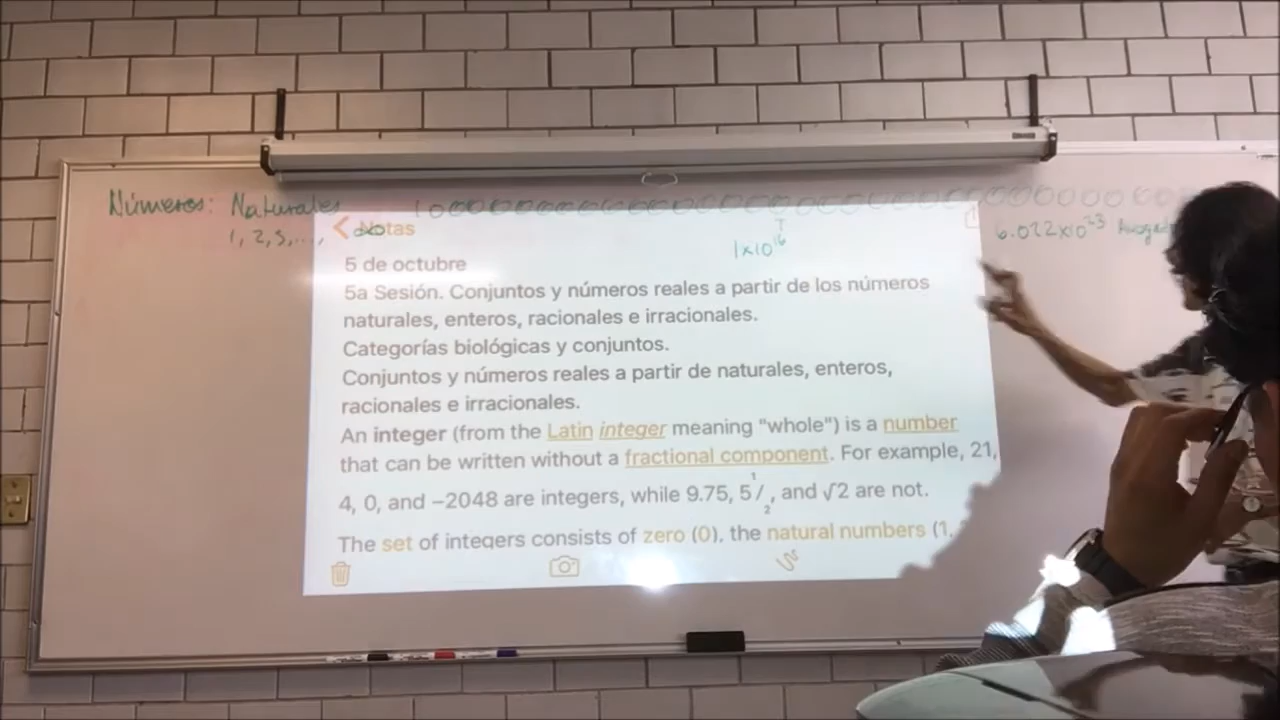 Números: Naturales
1, 2, 3, ..., ∞
1x10^16
6.022x10^23
Notas
5 de octubre
5a Sesión. Conjuntos y números reales a partir de los números
naturales, enteros, racionales e irracionales.
Categorías biológicas y conjuntos.
Conjuntos y números reales a partir de naturales, enteros,
racionales e irracionales.
An integer (from the Latin integer meaning "whole") is a number
that can be written without a fractional component. For example, 21,
4, 0, and −2048 are integers, while 9.75, 5 1/2, and √2 are not.
The set of integers consists of zero (0), the natural numbers (1,